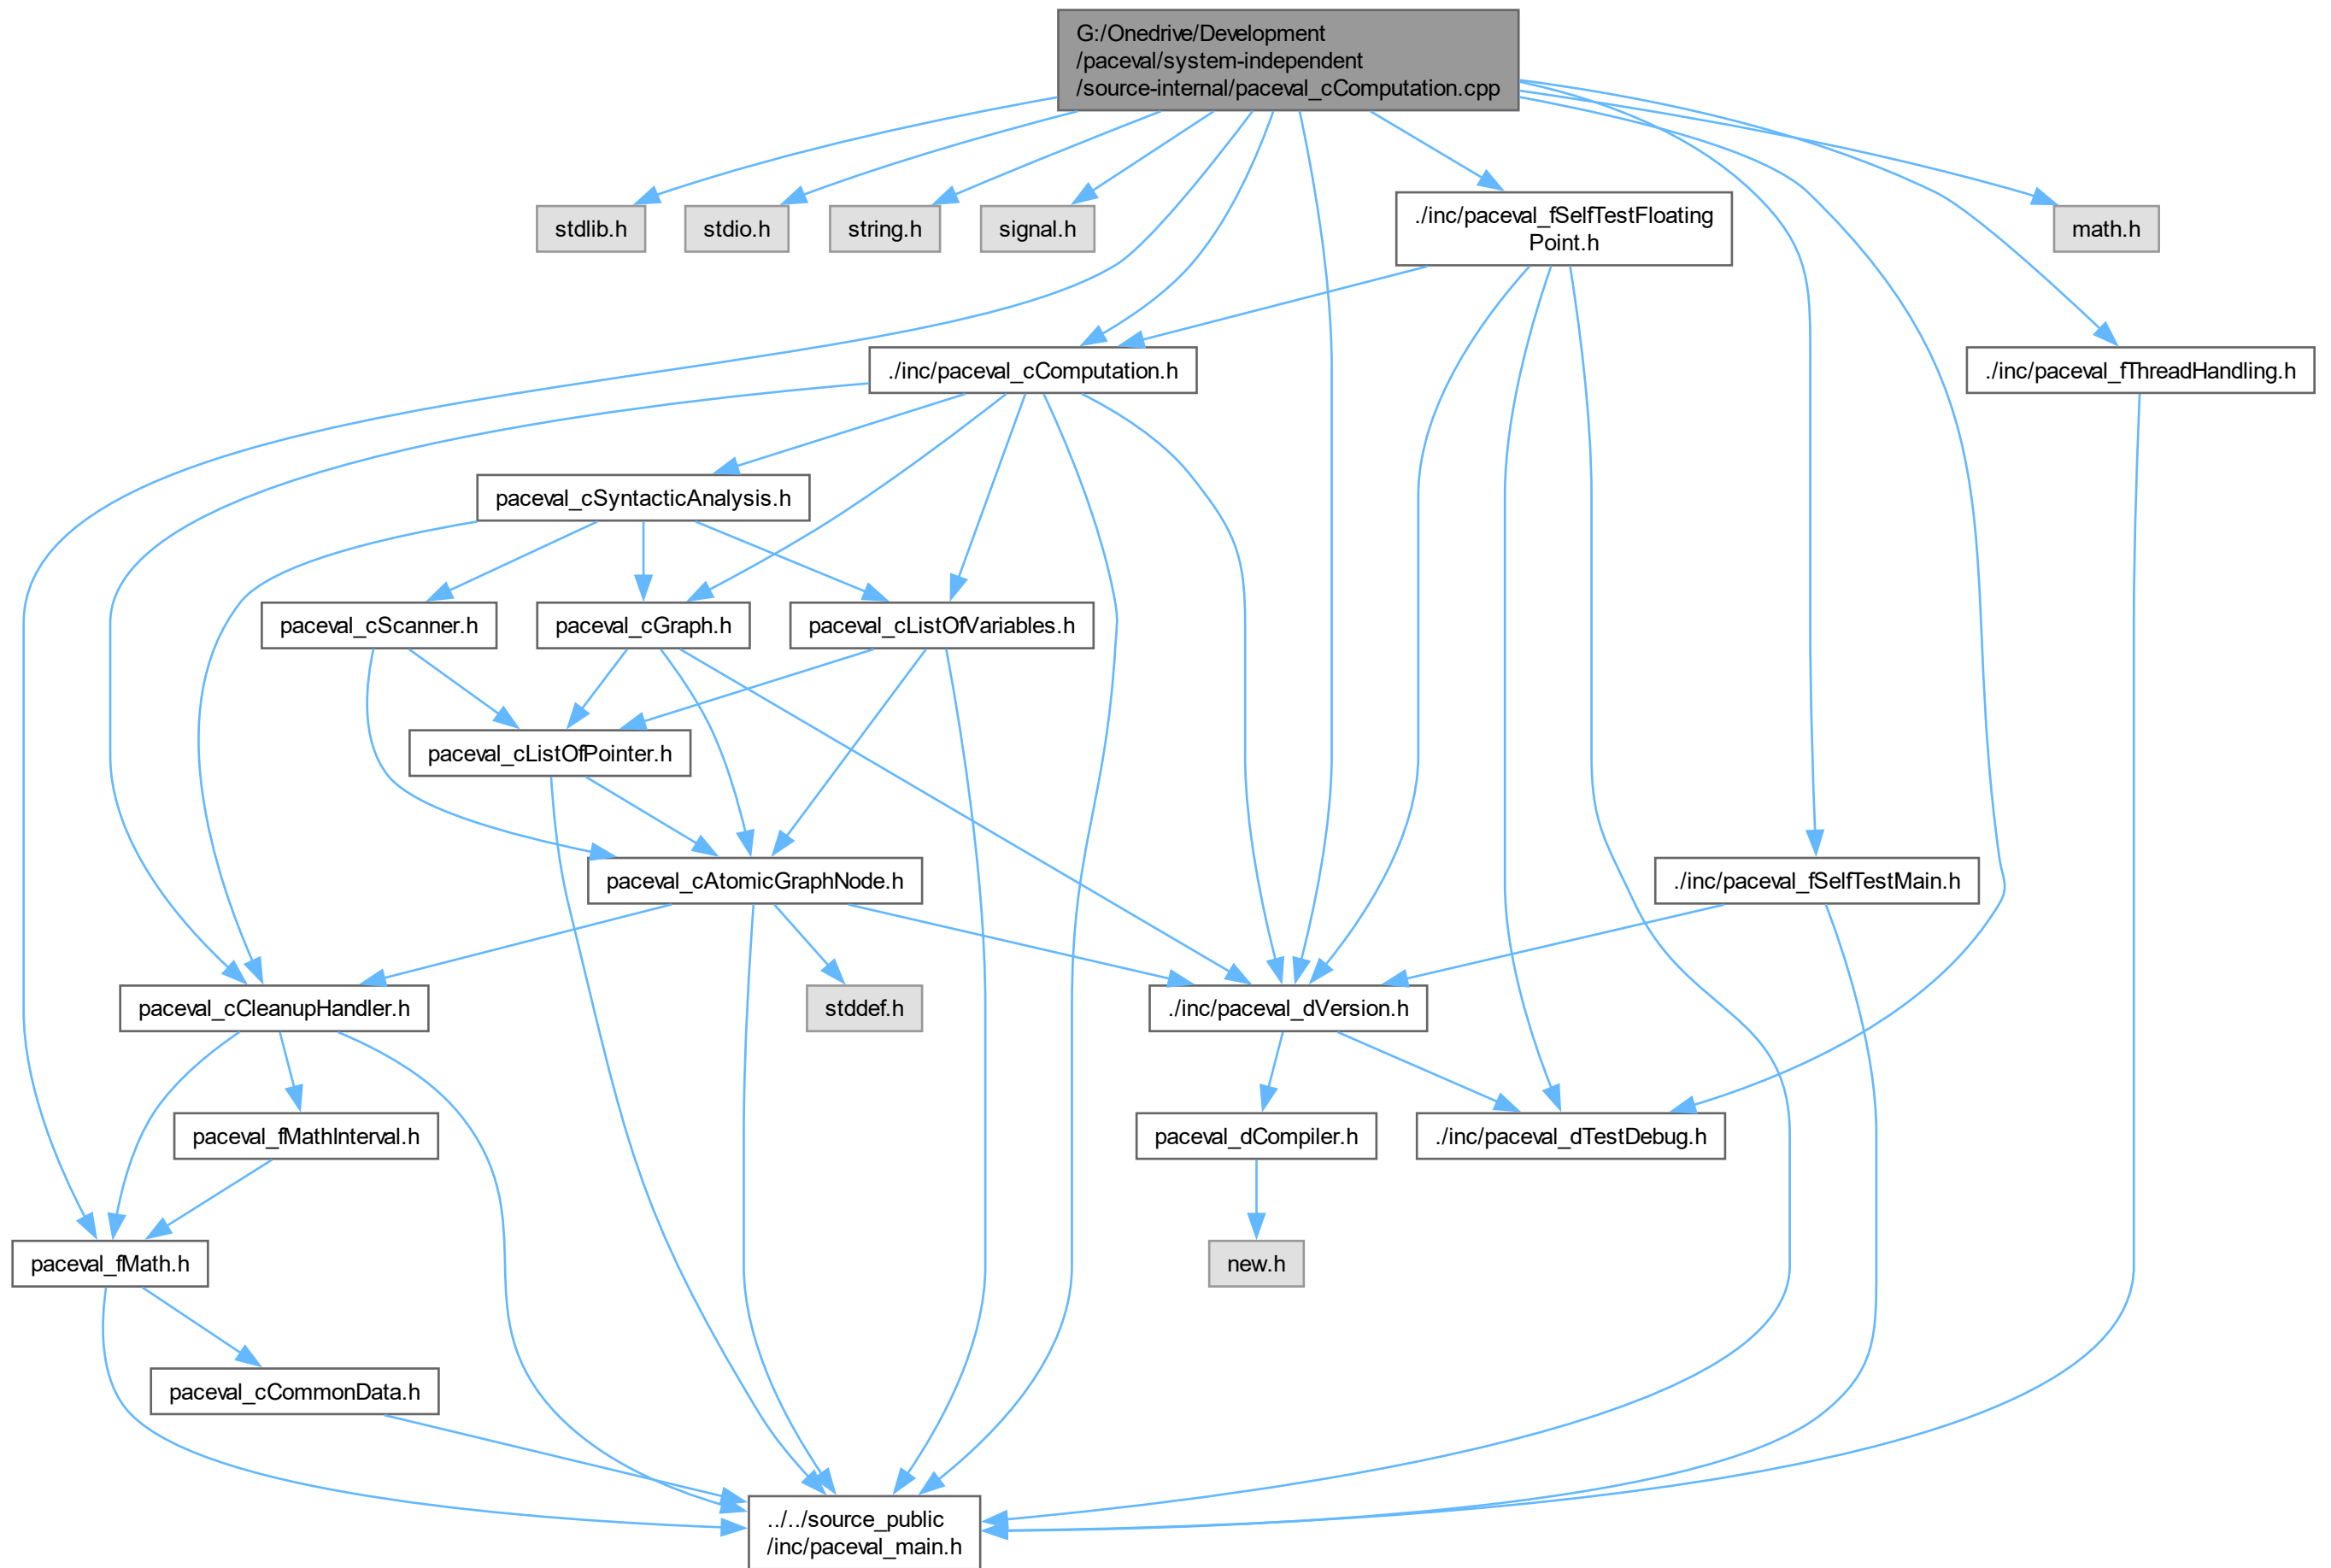 G:/Onedrive/Development
/paceval/system-independent
/source-internal/paceval_cComputation.cpp
stdlib.h
stdio.h
string.h
signal.h
./inc/paceval_fSelfTestFloating
Point.h
math.h
./inc/paceval_cComputation.h
./inc/paceval_fThreadHandling.h
paceval_cSyntacticAnalysis.h
paceval_cScanner.h
paceval_cGraph.h
paceval_cListOfVariables.h
paceval_cListOfPointer.h
paceval_cAtomicGraphNode.h
./inc/paceval_fSelfTestMain.h
paceval_cCleanupHandler.h
stddef.h
./inc/paceval_dVersion.h
paceval_fMathInterval.h
paceval_dCompiler.h
./inc/paceval_dTestDebug.h
paceval_fMath.h
new.h
paceval_cCommonData.h
../../source_public
/inc/paceval_main.h